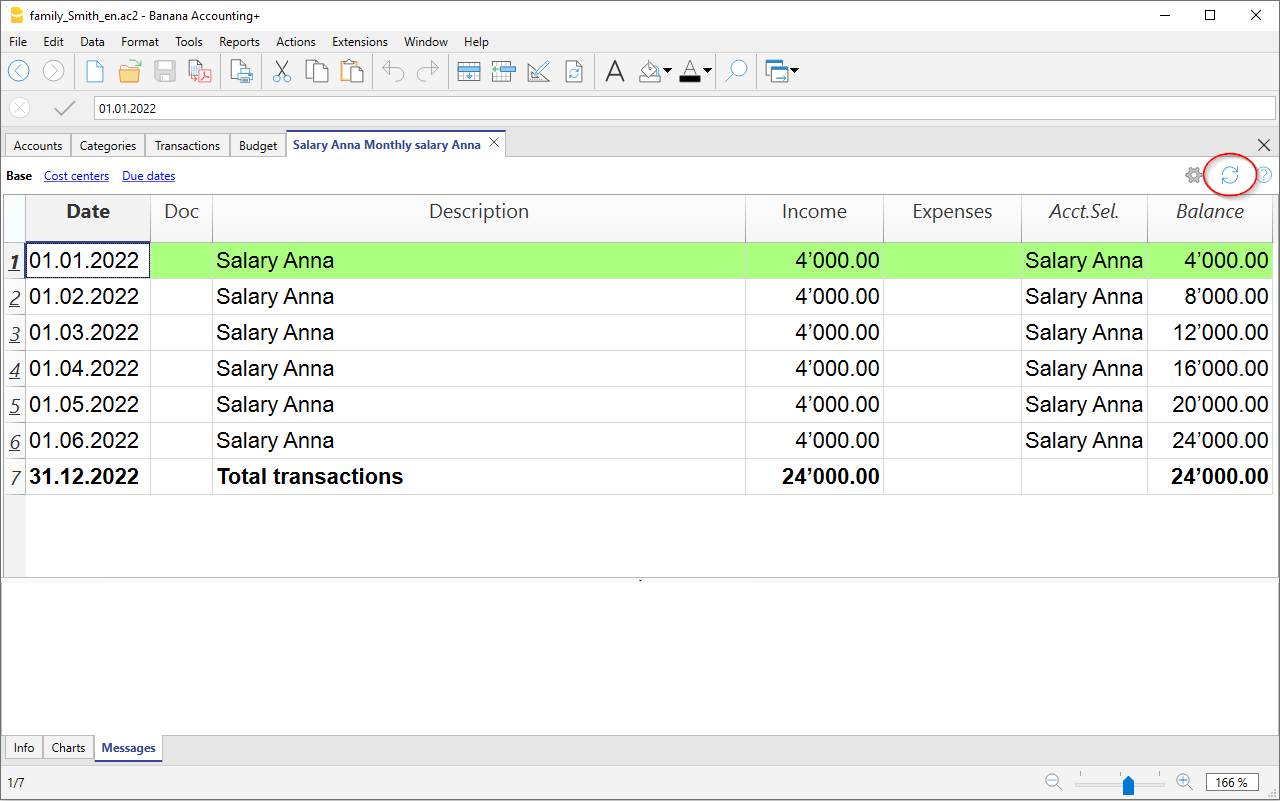 family_Smith_en.ac2 - Banana Accounting+
File Edit Data Format Tools Reports Actions Extensions Window Help
01.01.2022
Accounts Categories Transactions Budget Salary Anna Monthly salary Anna
Base Cost centers Due dates
Date Doc Description Income Expenses Acct.Sel. Balance
1 01.01.2022 Salary Anna 4’000.00 Salary Anna 4’000.00
2 01.02.2022 Salary Anna 4’000.00 Salary Anna 8’000.00
3 01.03.2022 Salary Anna 4’000.00 Salary Anna 12’000.00
4 01.04.2022 Salary Anna 4’000.00 Salary Anna 16’000.00
5 01.05.2022 Salary Anna 4’000.00 Salary Anna 20’000.00
6 01.06.2022 Salary Anna 4’000.00 Salary Anna 24’000.00
7 31.12.2022 Total transactions 24’000.00 24’000.00
Info Charts Messages
1/7 166 %